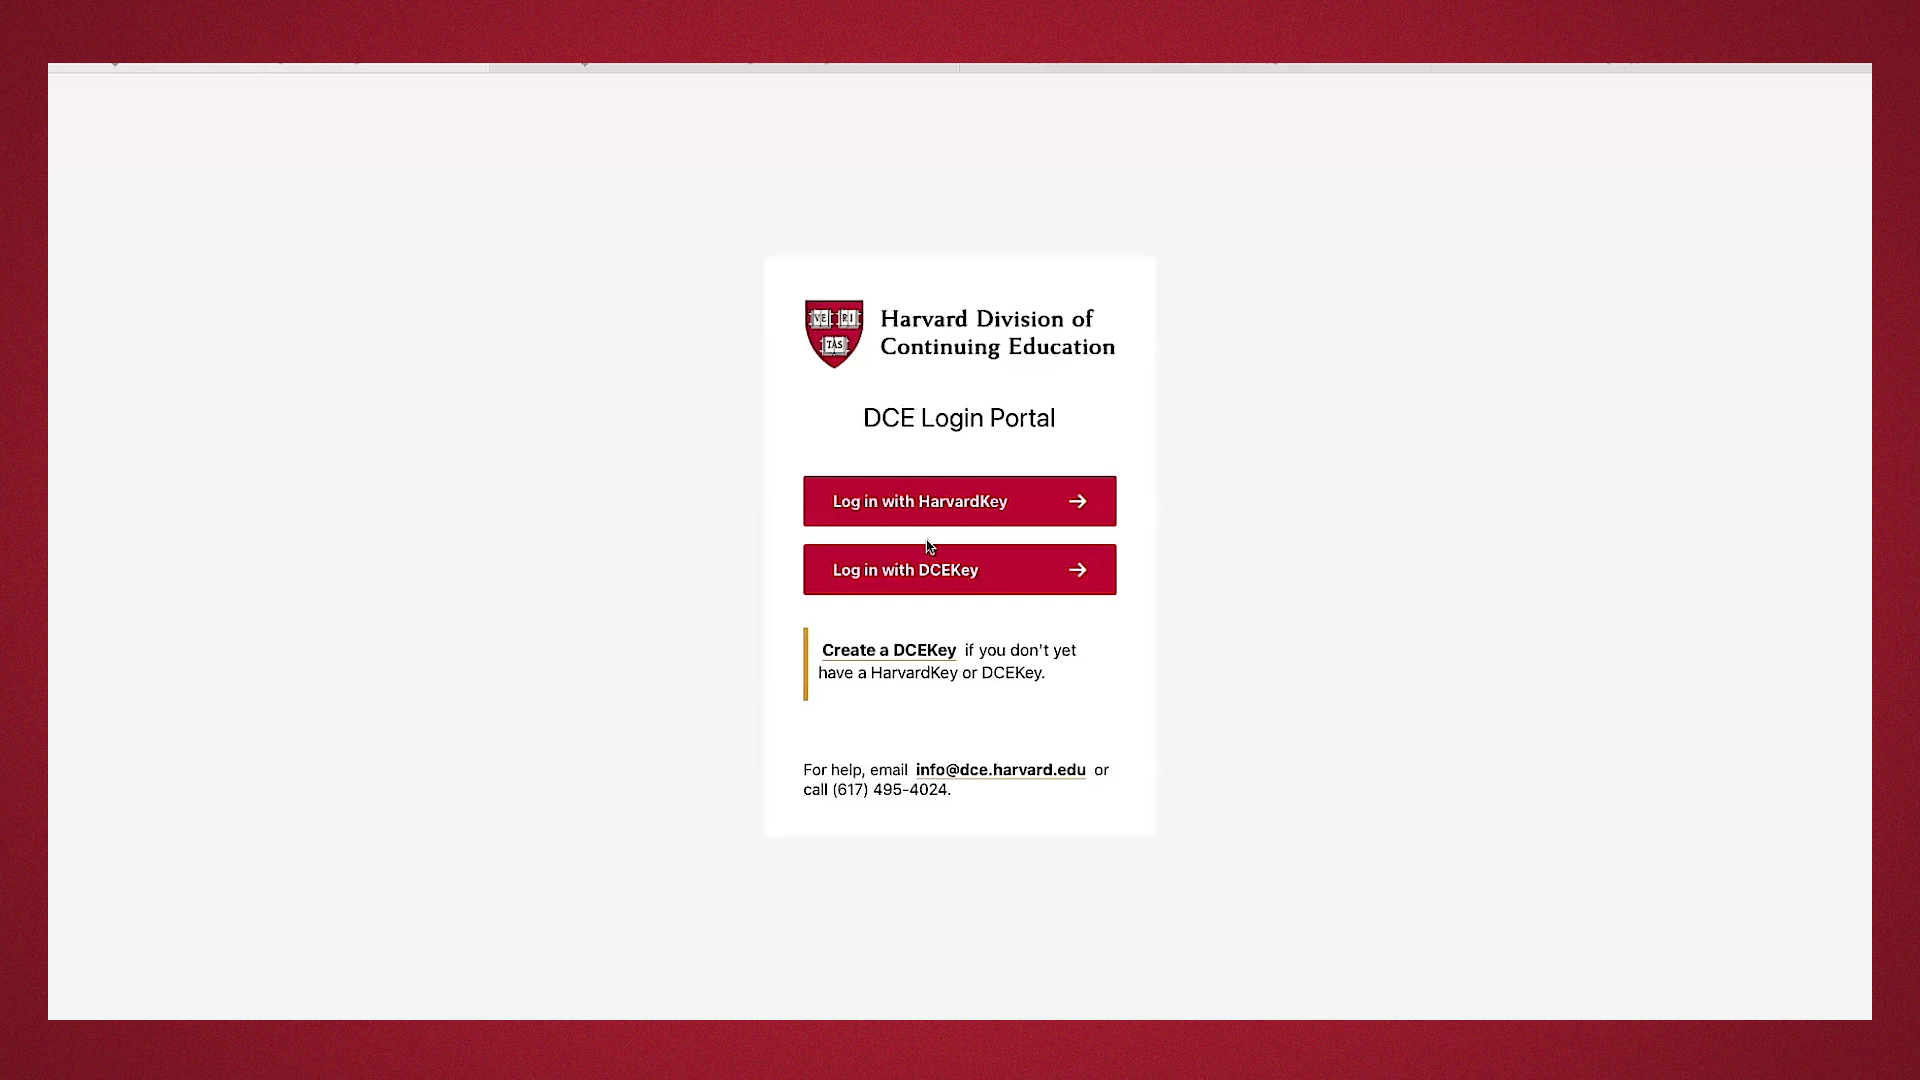 VE RI
TAS
Harvard Division of
Continuing Education
DCE Login Portal
Log in with HarvardKey
Log in with DCEKey
Create a DCEKey if you don't yet
have a HarvardKey or DCEKey.
For help, email info@dce.harvard.edu or
call (617) 495-4024.